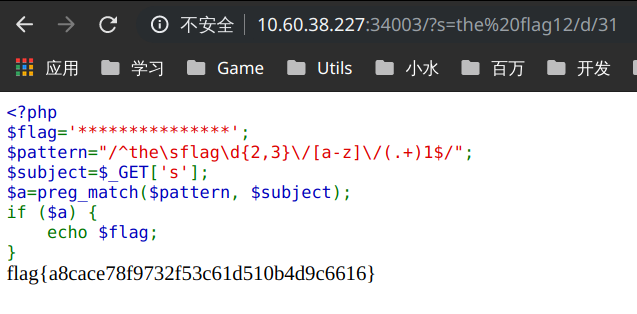 不安全 10.60.38.227:34003/?s=the%20flag12/d/31
应用 学习 Game Utils 小水 百万 开发
<?php
$flag='***************';
$pattern="/^the\sflag\d{2,3}\/[a-z]\/(.+)1$/";
$subject=$_GET['s'];
$a=preg_match($pattern, $subject);
if ($a) {
    echo $flag;
}
flag{a8cace78f9732f53c61d510b4d9c6616}